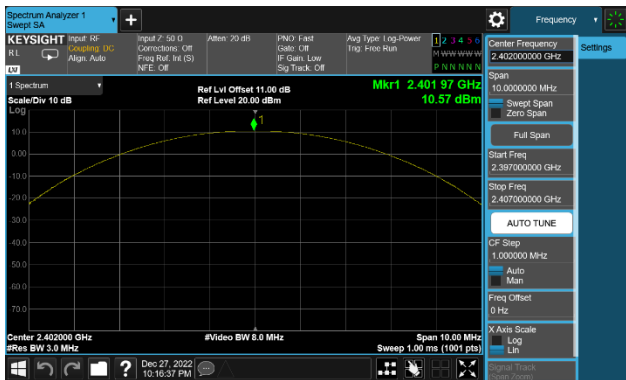 Spectrum Analyzer 1
Swept SA
+
Frequency
KEYSIGHT
RL
LXI
Input: RF
Coupling: DC
Align: Auto
Input Z: 50 Ω
Corrections: Off
Freq Ref: Int (S)
NFE: Off
Atten: 20 dB
PNO: Fast
Gate: Off
IF Gain: Low
Sig Track: Off
Avg Type: Log-Power
Trig: Free Run
1 2 3 4 5 6
M W W W W W
P N N N N N
Center Frequency
2.402000000 GHz
Settings
Span
10.0000000 MHz
Swept Span
Zero Span
Full Span
Start Freq
2.397000000 GHz
Stop Freq
2.407000000 GHz
AUTO TUNE
CF Step
1.000000 MHz
Auto
Man
Freq Offset
0 Hz
X Axis Scale
Log
Lin
Signal Track
(Span Zoom)
1 Spectrum
Scale/Div 10 dB
Log
Ref Lvl Offset 11.00 dB
Ref Level 20.00 dBm
Mkr1 2.401 97 GHz
10.57 dBm
1
10.0
0.00
-10.0
-20.0
-30.0
-40.0
-50.0
-60.0
-70.0
Center 2.402000 GHz
#Res BW 3.0 MHz
#Video BW 8.0 MHz
Span 10.00 MHz
Sweep 1.00 ms (1001 pts)
?
Dec 27, 2022
10:16:37 PM